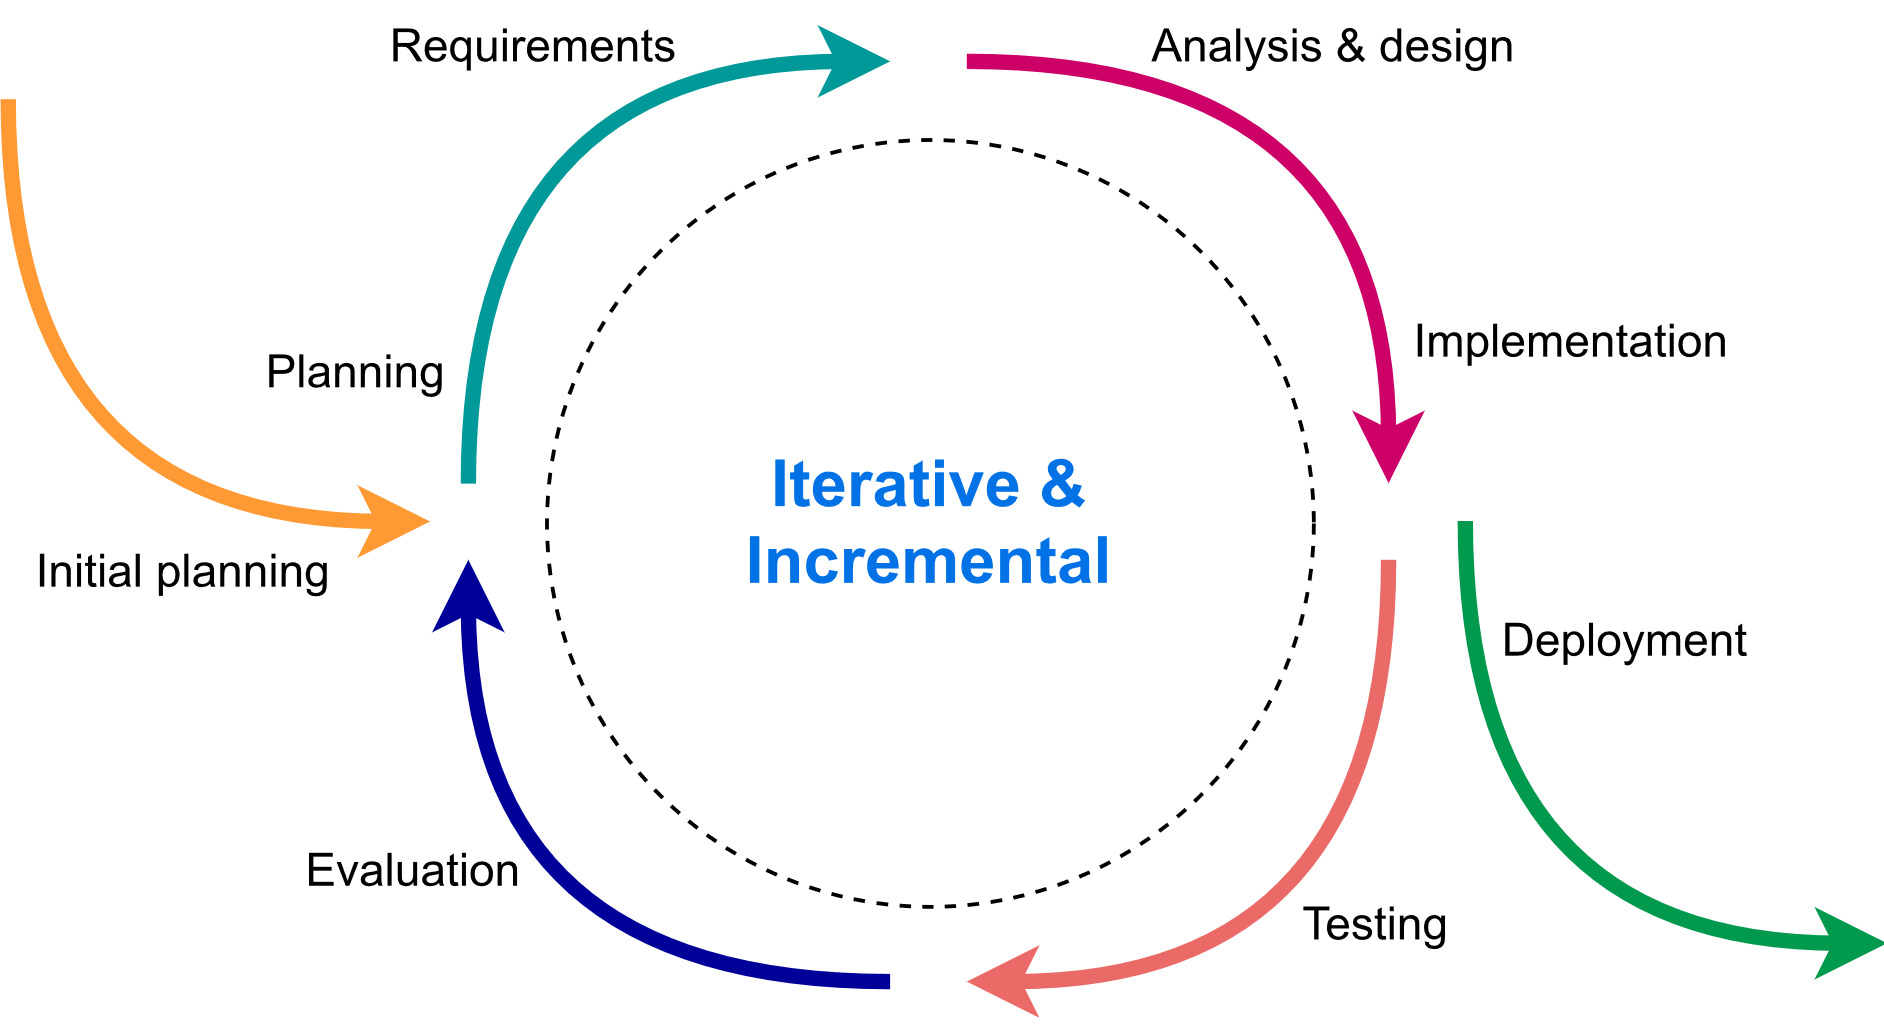 Requirements
Analysis & design
Implementation
Planning
Iterative &
Incremental
Initial planning
Deployment
Evaluation
Testing